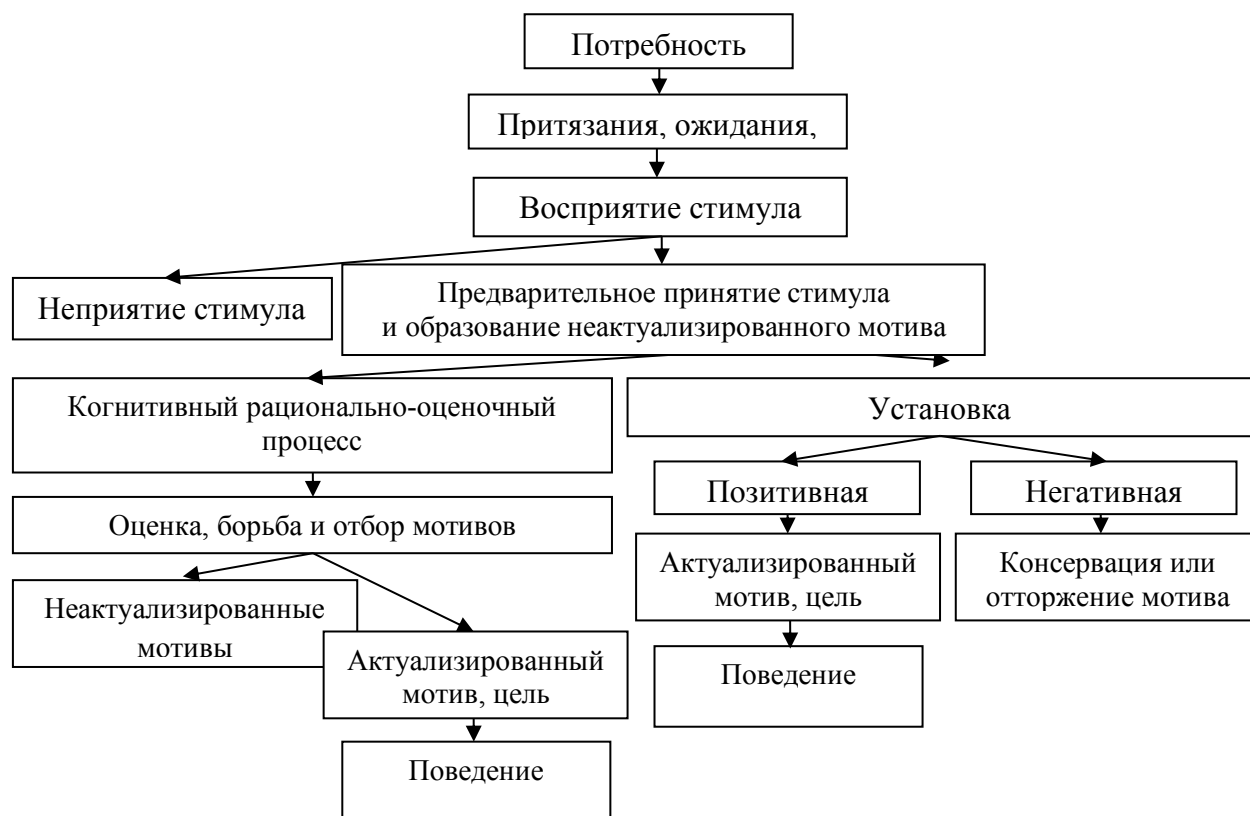 Потребность
Притязания, ожидания,
Восприятие стимула
Неприятие стимула
Предварительное принятие стимула
и образование неактуализированного мотива
Когнитивный рационально-оценочный
процесс
Установка
Позитивная
Негативная
Оценка, борьба и отбор мотивов
Актуализированный
мотив, цель
Консервация или
отторжение мотива
Неактуализированные
мотивы
Актуализированный
мотив, цель
Поведение
Поведение